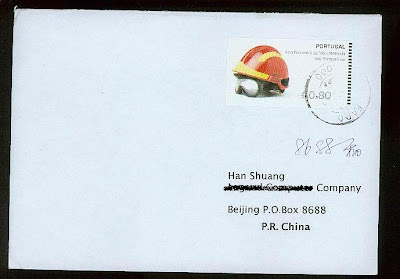 PORTUGAL
0.80
8688
Han Shuang
Company
Beijing P.O.Box 8688
P.R. China